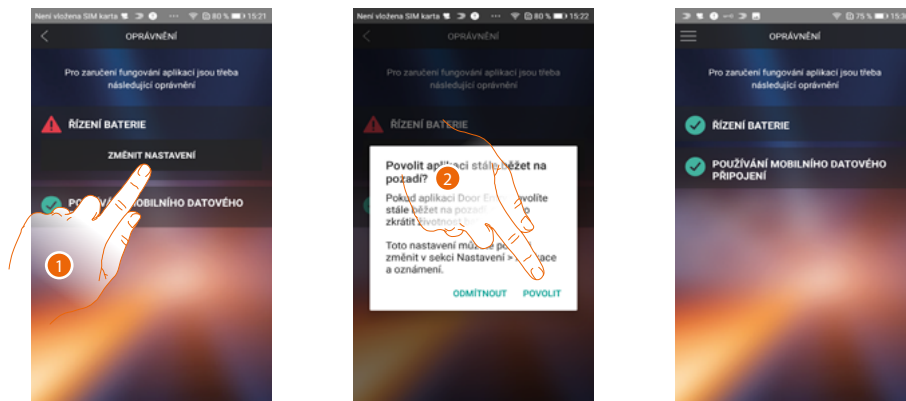 Není vložena SIM karta 80 % 15:21
OPRÁVNĚNÍ
Pro zaručení fungování aplikací jsou třeba
následující oprávnění
ŘÍZENÍ BATERIE
ZMĚNIT NASTAVENÍ
MOBILNÍHO DATOVÉHO
1
Není vložena SIM karta 80 % 15:22
OPRÁVNĚNÍ
Pro zaručení fungování aplikací jsou třeba
následující oprávnění
ŘÍZENÍ BATERIE
Povolit aplikaci stále běžet na
pozadí?
2
Pokud aplikaci Door
stále běžet na
zkrátit životnost
Toto nastavení
změnit v sekci Nastavení >
a oznámení.
ODMÍTNOUT POVOLIT
75 %
OPRÁVNĚNÍ
Pro zaručení fungování aplikací jsou třeba
následující oprávnění
ŘÍZENÍ BATERIE
POUŽÍVÁNÍ MOBILNÍHO DATOVÉHO
PŘIPOJENÍ